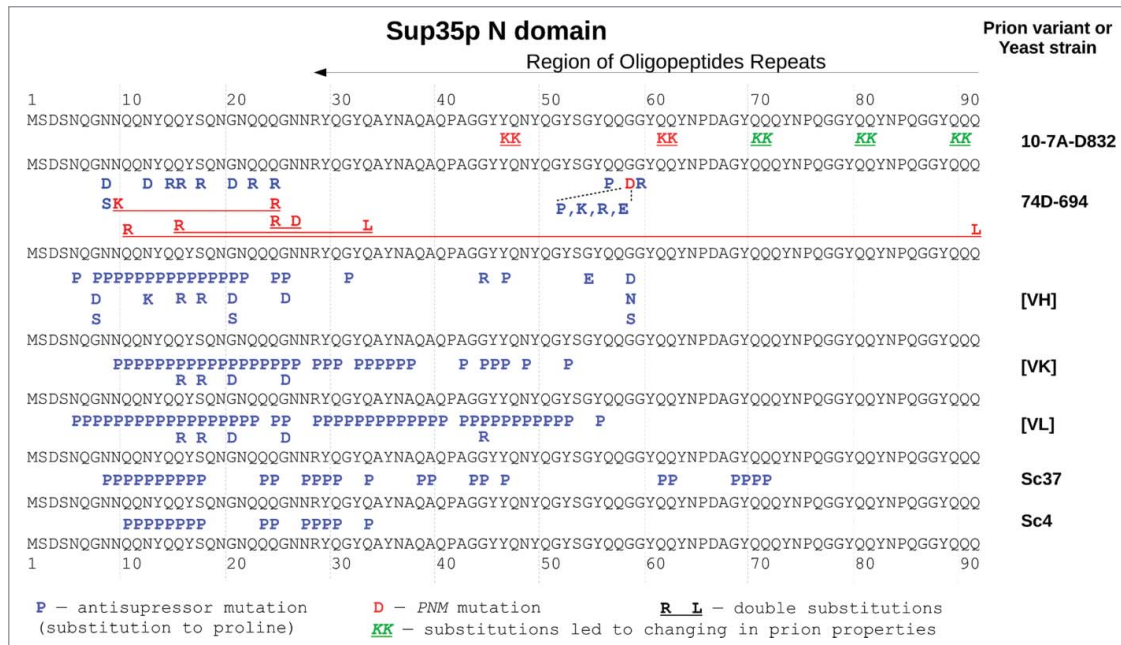 Sup35p N domain
Prion variant or
Yeast strain
Region of Oligopeptides Repeats
1 10 20 30 40 50 60 70 80 90
MSDSNQGNNQQNYQQYSQNGNQQQGNNRYQGYQAYNAQAQPAGGYYQNYQGYSGYQQGGYQQYNPDAGYQQQYNPQGGYQQYNPQGGYQQQ
KK KK KK KK KK 10-7A-D832
MSDSNQGNNQQNYQQYSQNGNQQQGNNRYQGYQAYNAQAQPAGGYYQNYQGYSGYQQGGYQQYNPDAGYQQQYNPQGGYQQYNPQGGYQQQ
D D RR R D R R P D R
SK R P,K,R,E 74D-694
R R R D L L
MSDSNQGNNQQNYQQYSQNGNQQQGNNRYQGYQAYNAQAQPAGGYYQNYQGYSGYQQGGYQQYNPDAGYQQQYNPQGGYQQYNPQGGYQQQ
P PPPPPPPPPPPPPPP PP P R P E D
D K R R D D N [VH]
S S S
MSDSNQGNNQQNYQQYSQNGNQQQGNNRYQGYQAYNAQAQPAGGYYQNYQGYSGYQQGGYQQYNPDAGYQQQYNPQGGYQQYNPQGGYQQQ
PPPPPPPPPPPPPPPPPP PPP PPPPPP P PPP P P [VK]
R R D D
MSDSNQGNNQQNYQQYSQNGNQQQGNNRYQGYQAYNAQAQPAGGYYQNYQGYSGYQQGGYQQYNPDAGYQQQYNPQGGYQQYNPQGGYQQQ
PPPPPPPPPPPPPPPPPP PP PPPPPPPPPPPPP PPPPPPPPPPP P [VL]
R R D D R
MSDSNQGNNQQNYQQYSQNGNQQQGNNRYQGYQAYNAQAQPAGGYYQNYQGYSGYQQGGYQQYNPDAGYQQQYNPQGGYQQYNPQGGYQQQ
PPPPPPPPPP PP PPPP P PP PP P PP PPPP Sc37
MSDSNQGNNQQNYQQYSQNGNQQQGNNRYQGYQAYNAQAQPAGGYYQNYQGYSGYQQGGYQQYNPDAGYQQQYNPQGGYQQYNPQGGYQQQ
PPPPPPPP PP PPPP P Sc4
MSDSNQGNNQQNYQQYSQNGNQQQGNNRYQGYQAYNAQAQPAGGYYQNYQGYSGYQQGGYQQYNPDAGYQQQYNPQGGYQQYNPQGGYQQQ
1 10 20 30 40 50 60 70 80 90
P – antisupressor mutation
(substitution to proline)
D – PNM mutation
R L – double substitutions
KK – substitutions led to changing in prion properties